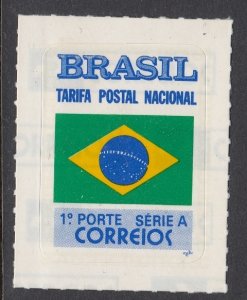 BRASIL
TARIFA POSTAL NACIONAL
1º PORTE SÉRIE A
CORREIOS